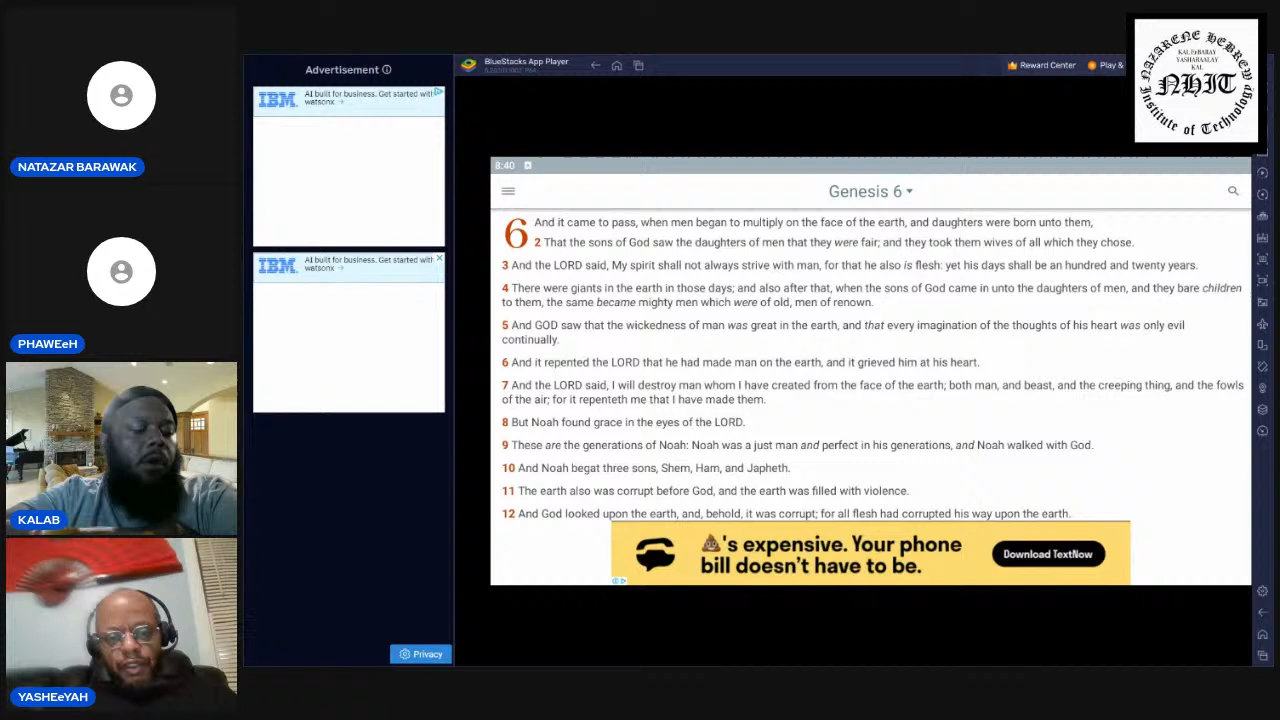 NATAZAR BARAWAK
PHAWEeH
KALAB
YASHEeYAH
Advertisement
IBM.
AI built for business. Get started with
watsonx →
IBM.
AI built for business. Get started with
watsonx →
Privacy
BlueStacks App Player
Reward Center
Play &
NAZARENE HEBREW
Institute of Technology
KAL EeBARAY
YASHARAALAY
KAL
NHIT
8:40
Genesis 6
6 And it came to pass, when men began to multiply on the face of the earth, and daughters were born unto them,
2 That the sons of God saw the daughters of men that they were fair; and they took them wives of all which they chose.
3 And the LORD said, My spirit shall not always strive with man, for that he also is flesh: yet his days shall be an hundred and twenty years.
4 There were giants in the earth in those days; and also after that, when the sons of God came in unto the daughters of men, and they bare children
to them, the same became mighty men which were of old, men of renown.
5 And GOD saw that the wickedness of man was great in the earth, and that every imagination of the thoughts of his heart was only evil
continually.
6 And it repented the LORD that he had made man on the earth, and it grieved him at his heart.
7 And the LORD said, I will destroy man whom I have created from the face of the earth; both man, and beast, and the creeping thing, and the fowls
of the air; for it repenteth me that I have made them.
8 But Noah found grace in the eyes of the LORD.
9 These are the generations of Noah: Noah was a just man and perfect in his generations, and Noah walked with God.
10 And Noah begat three sons, Shem, Ham, and Japheth.
11 The earth also was corrupt before God, and the earth was filled with violence.
12 And God looked upon the earth, and, behold, it was corrupt; for all flesh had corrupted his way upon the earth.
💩's expensive. Your phone
bill doesn't have to be.
Download TextNow